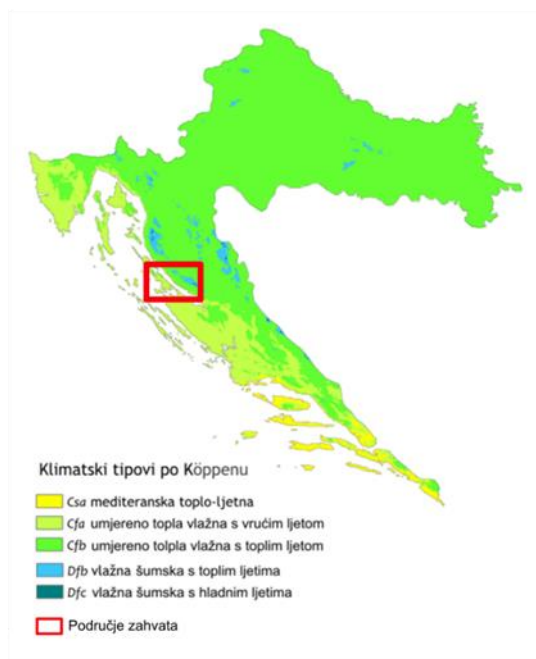 Klimatski tipovi po Köppenu
Csa mediteranska toplo-ljetna
Cfa umjereno topla vlažna s vrućim ljetom
Cfb umjereno tolpla vlažna s toplim ljetom
Dfb vlažna šumska s toplim ljetima
Dfc vlažna šumska s hladnim ljetima
Područje zahvata